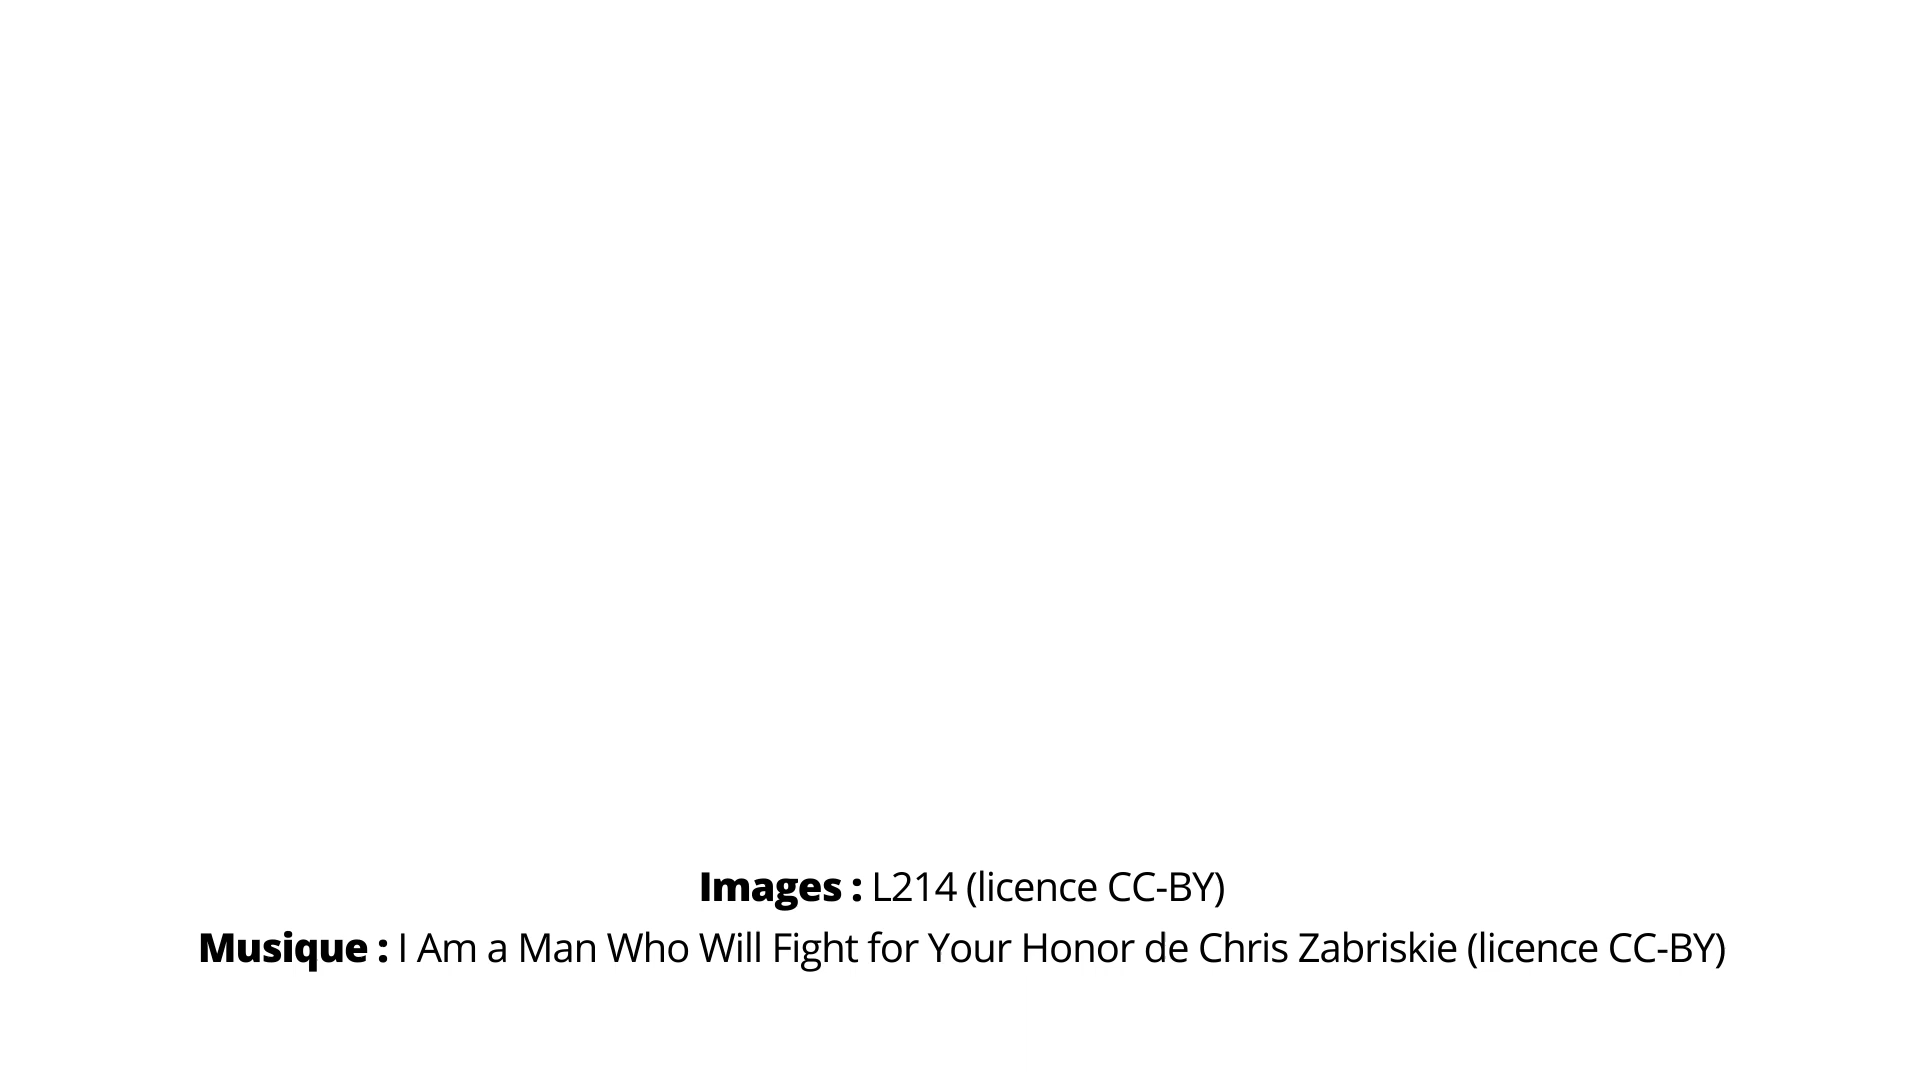 Images : L214 (licence CC-BY)
Musique : I Am a Man Who Will Fight for Your Honor de Chris Zabriskie (licence CC-BY)